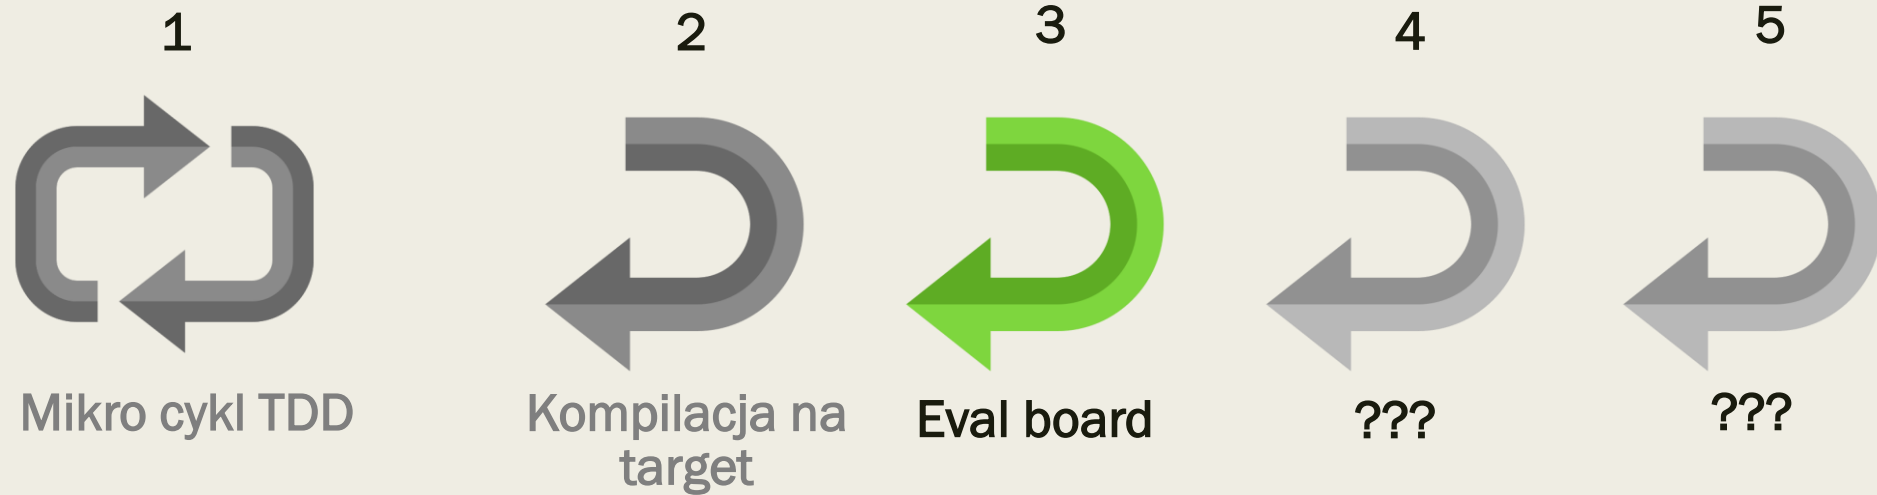 1
2
3
4
5
Mikro cykl TDD
Kompilacja na
target
Eval board
???
???